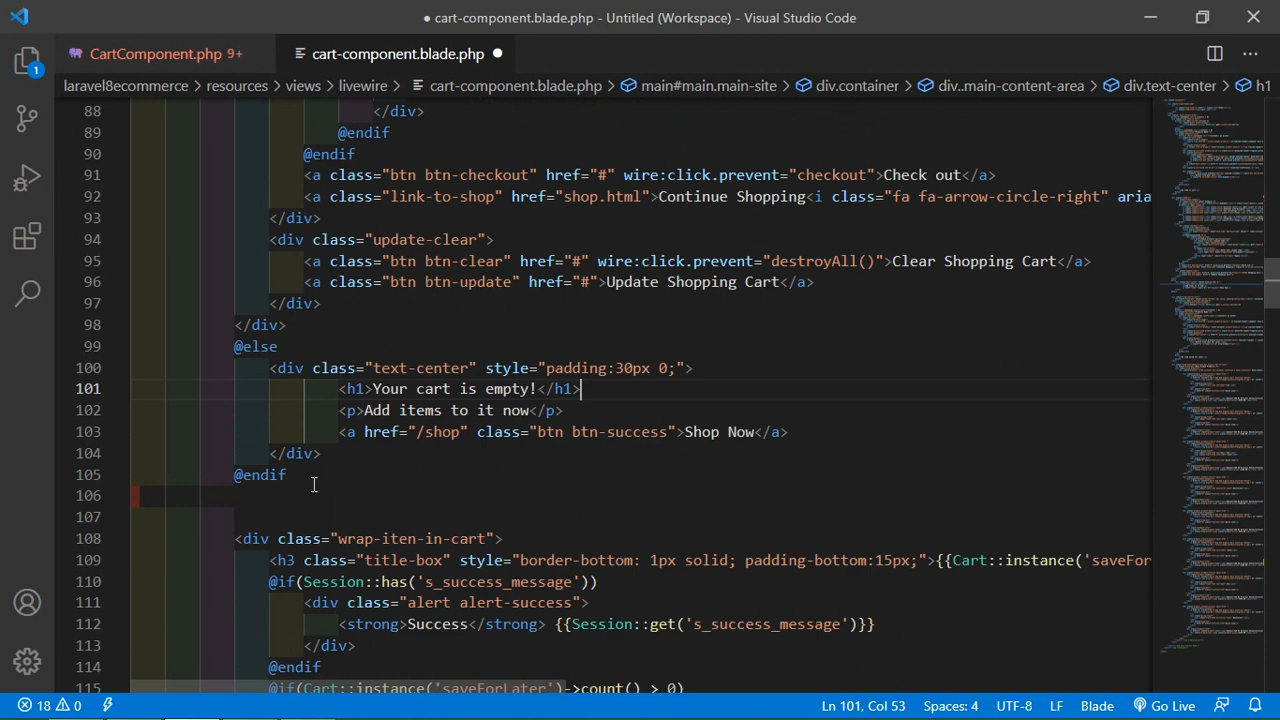 ● cart-component.blade.php - Untitled (Workspace) - Visual Studio Code
CartComponent.php 9+
cart-component.blade.php ●
laravel8ecommerce > resources > views > livewire > cart-component.blade.php > main#main.main-site > div.container > div..main-content-area > div.text-center > h1
1
88 </div>
89 @endif
90 @endif
91 <a class="btn btn-checkout" href="#" wire:click.prevent="checkout">Check out</a>
92 <a class="link-to-shop" href="shop.html">Continue Shopping<i class="fa fa-arrow-circle-right" aria
93 </div>
94 <div class="update-clear">
95 <a class="btn btn-clear" href="#" wire:click.prevent="destroyAll()">Clear Shopping Cart</a>
96 <a class="btn btn-update" href="#">Update Shopping Cart</a>
97 </div>
98 </div>
99 @else
100 <div class="text-center" style="padding:30px 0;">
101 <h1>Your cart is empty!</h1>
102 <p>Add items to it now</p>
103 <a href="/shop" class="btn btn-success">Shop Now</a>
104 </div>
105 @endif
106
107
108 <div class="wrap-iten-in-cart">
109 <h3 class="title-box" style="border-bottom: 1px solid; padding-bottom:15px;">{{Cart::instance('saveFor
110 @if(Session::has('s_success_message'))
111 <div class="alert alert-success">
112 <strong>Success</strong> {{Session::get('s_success_message')}}
113 </div>
114 @endif
115 @if(Cart::instance('saveForLater')->count() > 0)
18 0 Ln 101, Col 53 Spaces: 4 UTF-8 LF Blade Go Live